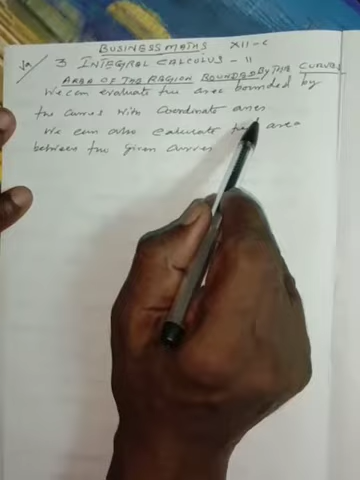 BUSINESS MATHS XII-C
3 INTEGRAL CALCULUS - II
AREA OF THE REGION BOUNDED By THE CURVES
We can evaluate the area bounded by
the curves with coordinate axes
We can also calculate the area
between two given curves